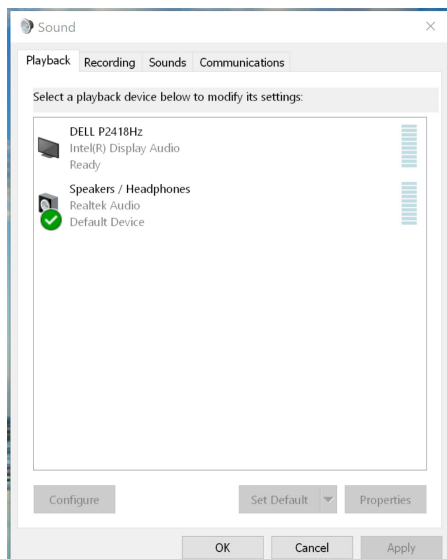 Sound
Playback Recording Sounds Communications
Select a playback device below to modify its settings:
DELL P2418Hz
Intel(R) Display Audio
Ready
Speakers / Headphones
Realtek Audio
Default Device
Configure Set Default Properties
OK Cancel Apply